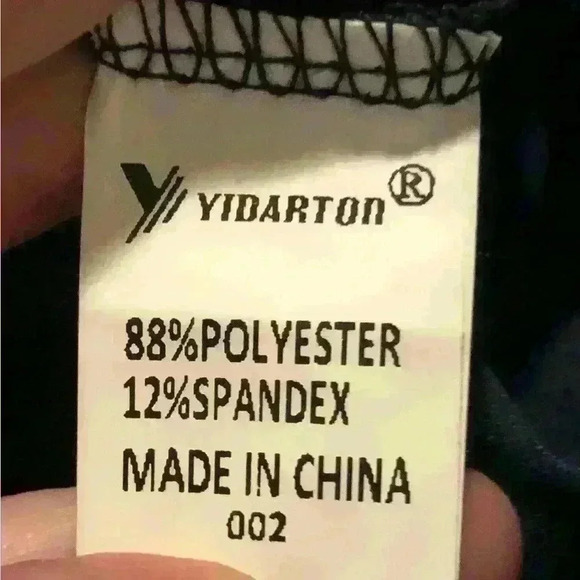 YIDARTON®
88%POLYESTER
12%SPANDEX
MADE IN CHINA
002